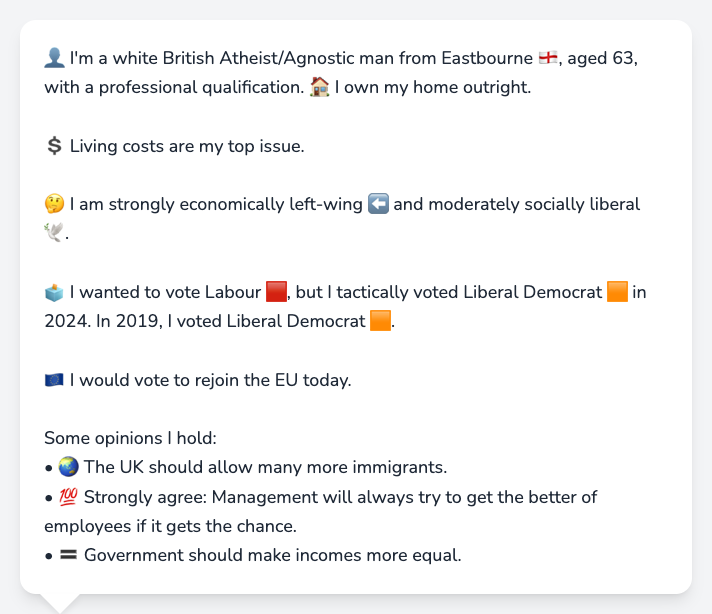 👤 I'm a white British Atheist/Agnostic man from Eastbourne 🏴󠁧󠁢󠁥󠁮󠁧󠁿, aged 63,
with a professional qualification. 🏠 I own my home outright.
💲 Living costs are my top issue.
🤔 I am strongly economically left-wing ⬅️ and moderately socially liberal
🕊️.
🗳️ I wanted to vote Labour 🟥, but I tactically voted Liberal Democrat 🟧 in
2024. In 2019, I voted Liberal Democrat 🟧.
🇪🇺 I would vote to rejoin the EU today.
Some opinions I hold:
• 🌏 The UK should allow many more immigrants.
• 💯 Strongly agree: Management will always try to get the better of
employees if it gets the chance.
• 🟰 Government should make incomes more equal.